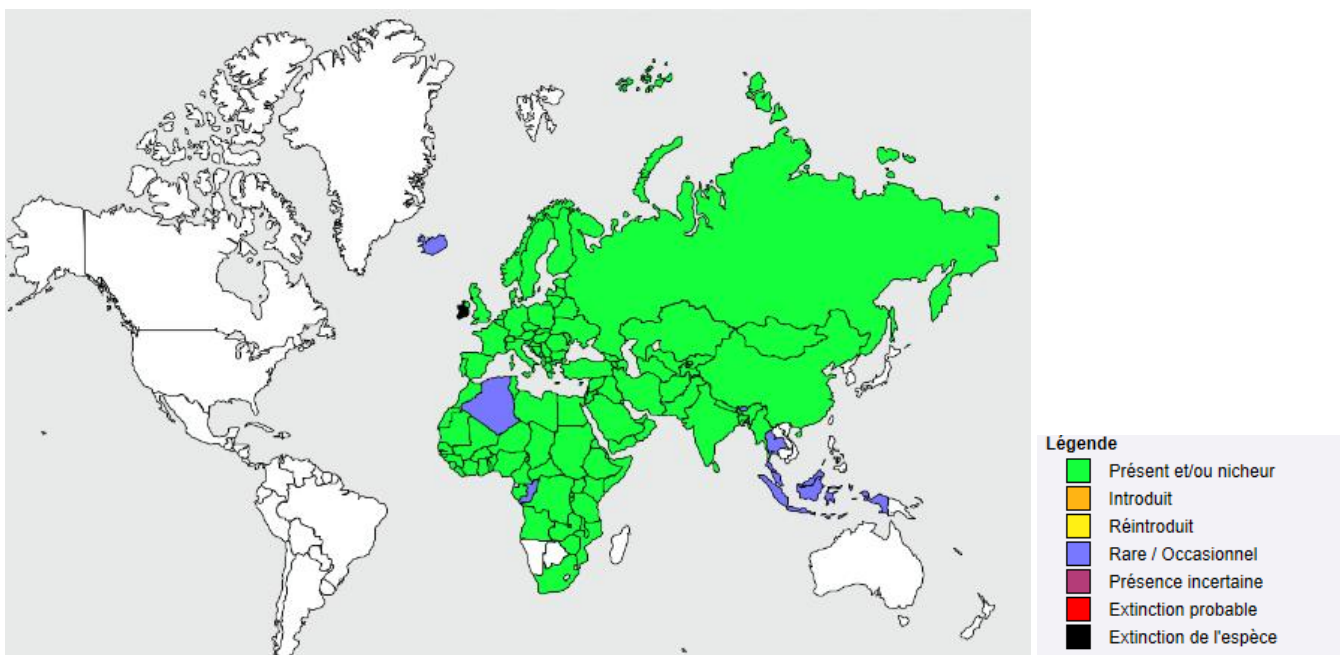 Légende
Présent et/ou nicheur
Introduit
Réintroduit
Rare / Occasionnel
Présence incertaine
Extinction probable
Extinction de l'espèce